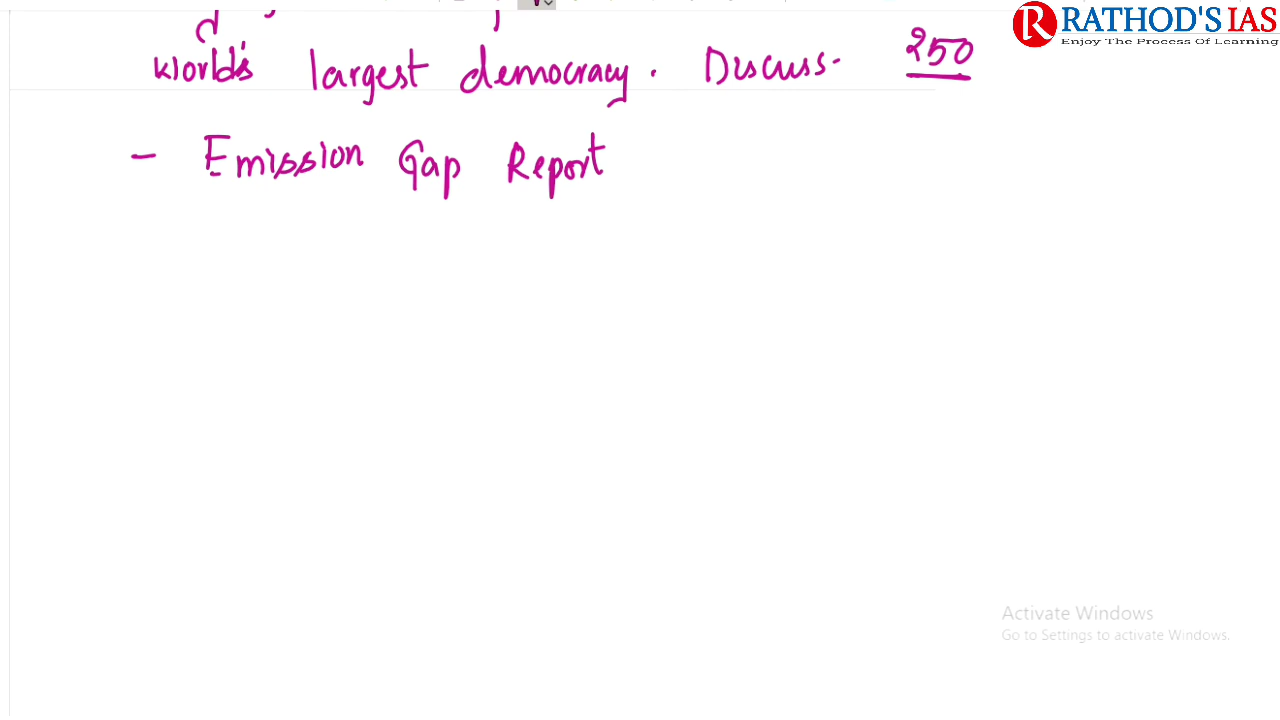 RATHOD'S IAS
Enjoy The Process Of Learning
world's largest democracy. Discuss. 250
- Emission Gap Report
Activate Windows
Go to Settings to activate Windows.